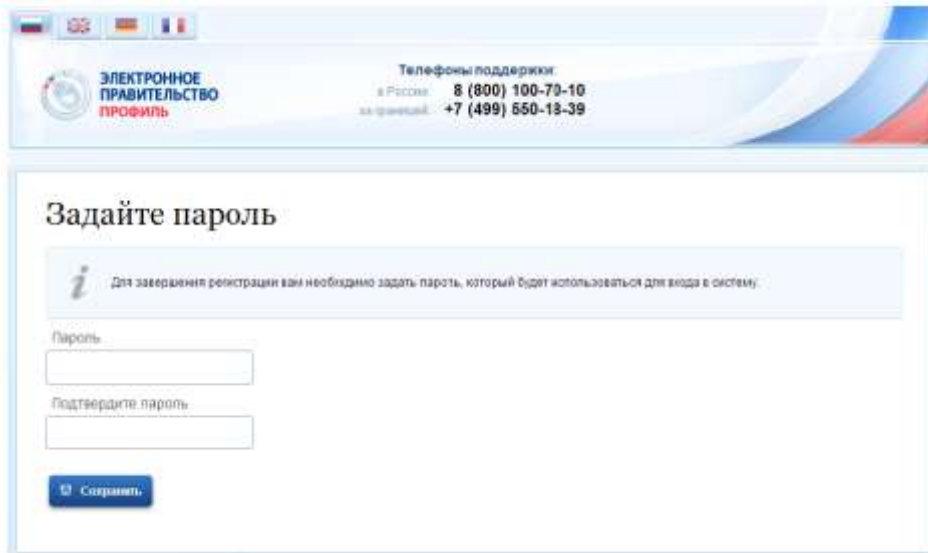 ЭЛЕКТРОННОЕ
ПРАВИТЕЛЬСТВО
ПРОФИЛЬ
Телефоны поддержки:
в России: 8 (800) 100-70-10
за границей: +7 (499) 550-18-39
Задайте пароль
Для завершения регистрации вам необходимо задать пароль, который будет использоваться для входа в систему.
Пароль
Подтвердите пароль
Сохранить